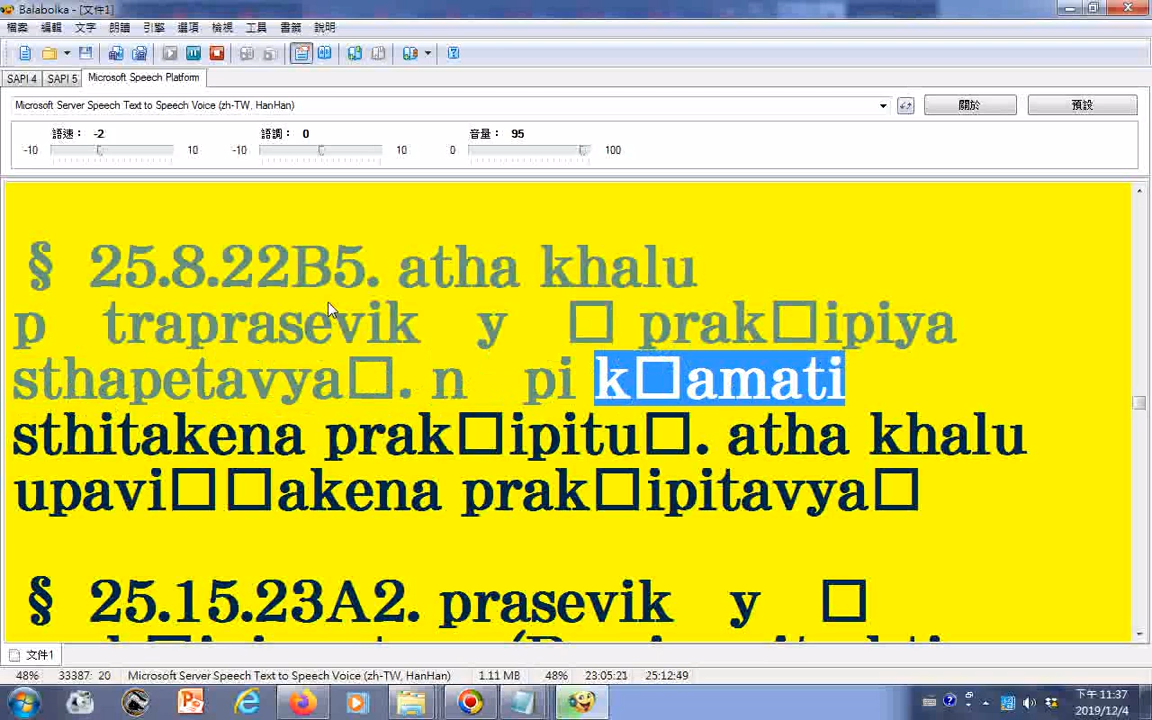 Balabolka - [文件1]
檔案 編輯 文字 朗讀 引擎 選項 檢視 工具 書籤 說明
SAPI 4 SAPI 5 Microsoft Speech Platform
Microsoft Server Speech Text to Speech Voice (zh-TW, HanHan) 關於 預設
語速： -2 語調： 0 音量： 95
-10 10 -10 10 0 100
§ 25.8.22B5. atha khalu
p traprasevik y □ prak□ipiya
sthapetavya□. n pi k□amati
sthitakena prak□ipitu□. atha khalu
upavi□□akena prak□ipitavya□
§ 25.15.23A2. prasevik y □
文件1
48% 33387: 20 Microsoft Server Speech Text to Speech Voice (zh-TW, HanHan) 1.11 MB 48% 23:05:21 25:12:49
下午 11:37
2019/12/4